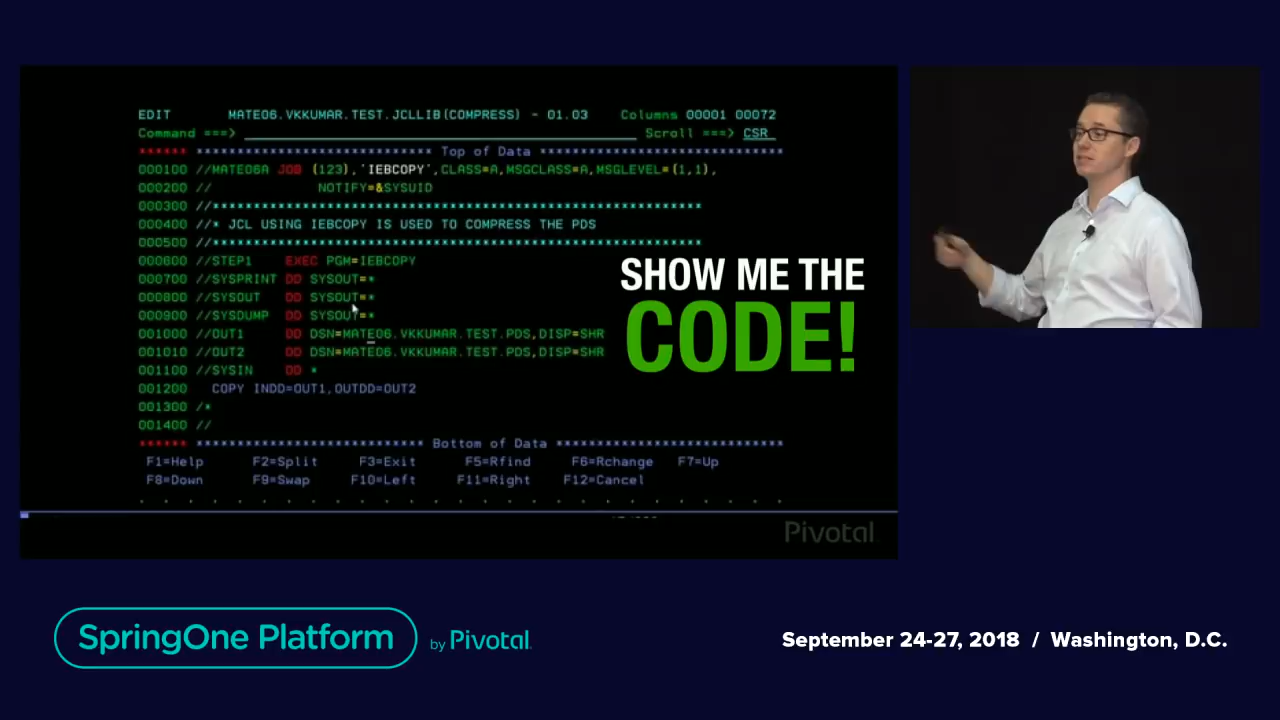 EDIT MATE06.VKKUMAR.TEST.JCLLIB(COMPRESS) - 01.03 Columns 00001 00072
Command ===> Scroll ===> CSR
****** **************************** Top of Data ******************************
000100 //MATE06A JOB (123),'IEBCOPY',CLASS=A,MSGCLASS=A,MSGLEVEL=(1,1),
000200 // NOTIFY=&SYSUID
000300 //************************************************************
000400 //* JCL USING IEBCOPY IS USED TO COMPRESS THE PDS
000500 //************************************************************
000600 //STEP1 EXEC PGM=IEBCOPY
000700 //SYSPRINT DD SYSOUT=*
000800 //SYSOUT DD SYSOUT=*
000900 //SYSDUMP DD SYSOUT=*
001000 //OUT1 DD DSN=MATE06.VKKUMAR.TEST.PDS,DISP=SHR
001010 //OUT2 DD DSN=MATE06.VKKUMAR.TEST.PDS,DISP=SHR
001100 //SYSIN DD *
001200 COPY INDD=OUT1,OUTDD=OUT2
001300 /*
001400 //
****** **************************** Bottom of Data ****************************
F1=Help F2=Split F3=Exit F5=Rfind F6=Rchange F7=Up
F8=Down F9=Swap F10=Left F11=Right F12=Cancel
SHOW ME THE
CODE!
Pivotal
SpringOne Platform by Pivotal.
September 24-27, 2018 / Washington, D.C.